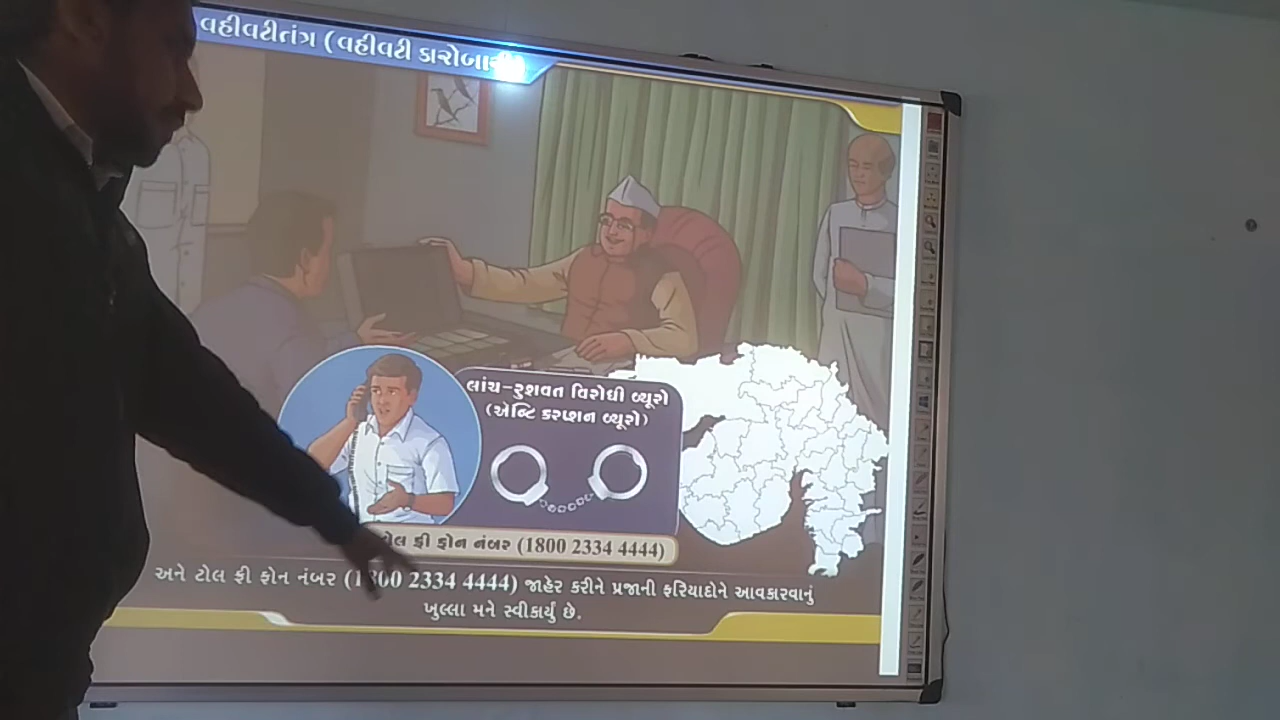 વહીવટીતંત્ર (વહીવટી કારોબારી)
લાંચ-રુશવત વિરોધી બ્યૂરો
(એન્ટિ કરપ્શન બ્યૂરો)
ટોલ ફ્રી ફોન નંબર (1800 2334 4444)
અને ટોલ ફ્રી ફોન નંબર (1800 2334 4444) જાહેર કરીને પ્રજાની ફરિયાદોને આવકારવાનું
ખુલ્લા મને સ્વીકાર્યું છે.